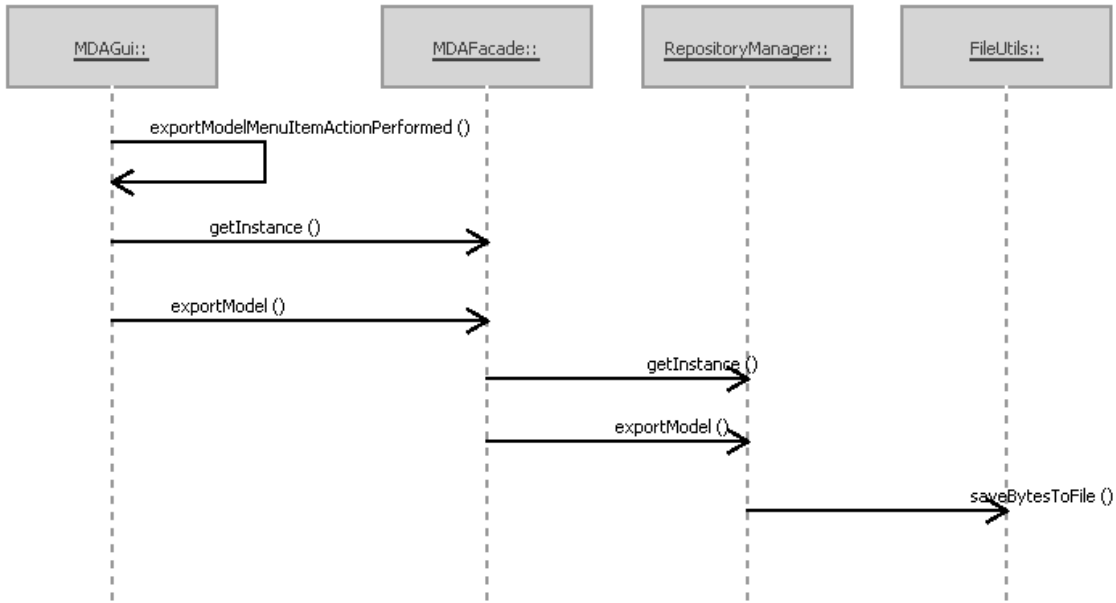 MDAGui:: MDAFacade:: RepositoryManager:: FileUtils::
exportModelMenuItemActionPerformed ()
getInstance ()
exportModel ()
getInstance ()
exportModel ()
saveBytesToFile ()